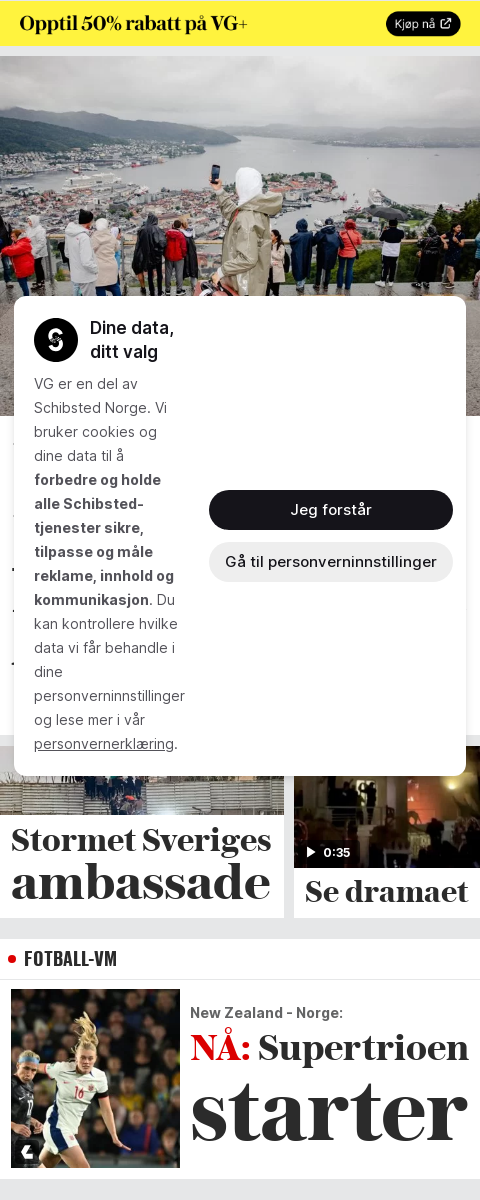 Opptil 50% rabatt på VG+
Kjøp nå
Dine data,
ditt valg
VG er en del av
Schibsted Norge. Vi
bruker cookies og
dine data til å
forbedre og holde
alle Schibsted-
tjenester sikre,
tilpasse og måle
reklame, innhold og
kommunikasjon. Du
kan kontrollere hvilke
data vi får behandle i
dine
personverninnstillinger
og lese mer i vår
personvernerklæring.
Jeg forstår
Gå til personverninnstillinger
Stormet Sveriges
ambassade
0:35
Se dramaet
FOTBALL-VM
New Zealand - Norge:
NÅ: Supertrioen
starter